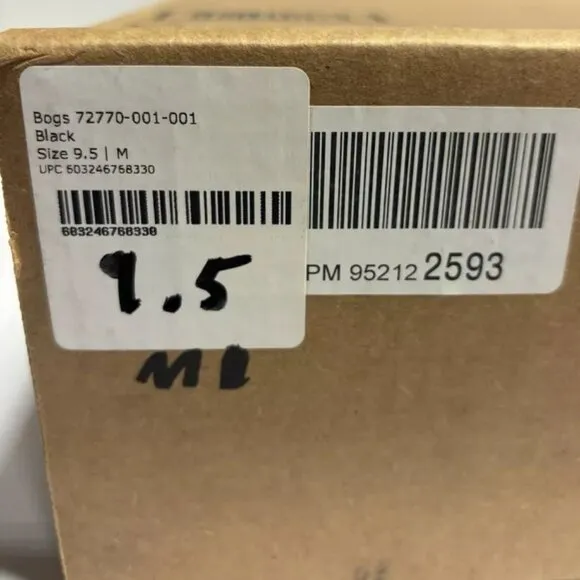 Bogs 72770-001-001
Black
Size 9.5 | M
UPC 603246768330
603246768330
9.5
PM 95212 2593